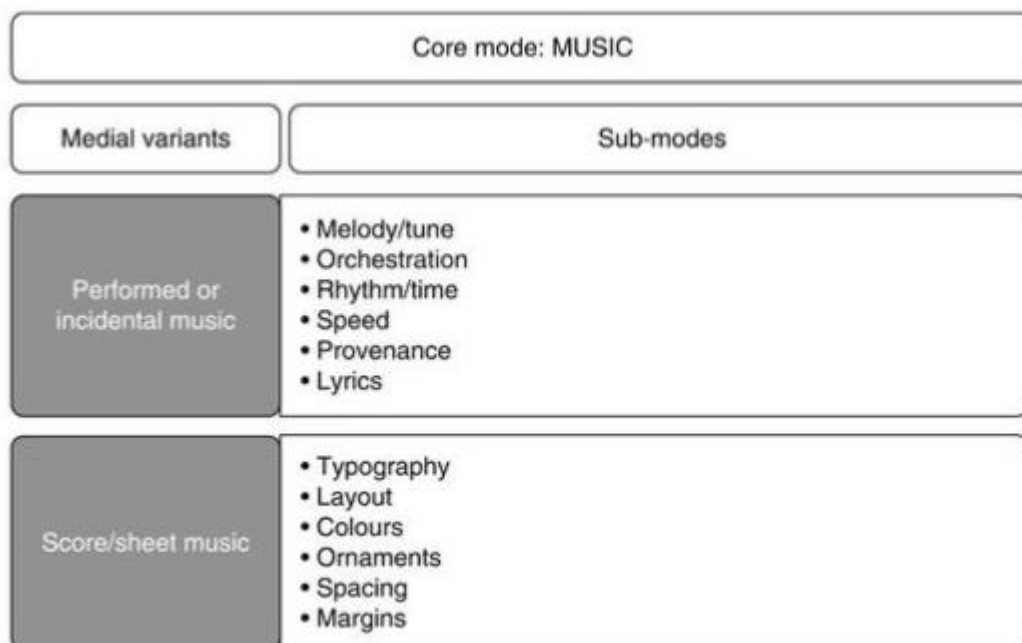 Core mode: MUSIC
Medial variants
Sub-modes
Performed or
incidental music
• Melody/tune
• Orchestration
• Rhythm/time
• Speed
• Provenance
• Lyrics
Score/sheet music
• Typography
• Layout
• Colours
• Ornaments
• Spacing
• Margins